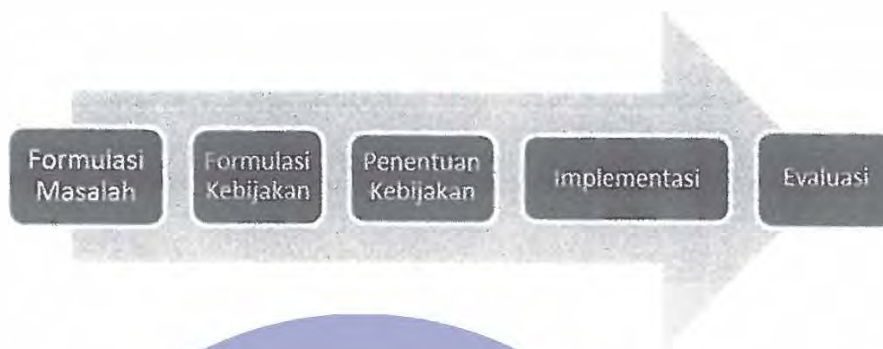 Formulasi
Masalah
Formulasi
Kebijakan
Penentuan
Kebijakan
Implementasi
Evaluasi